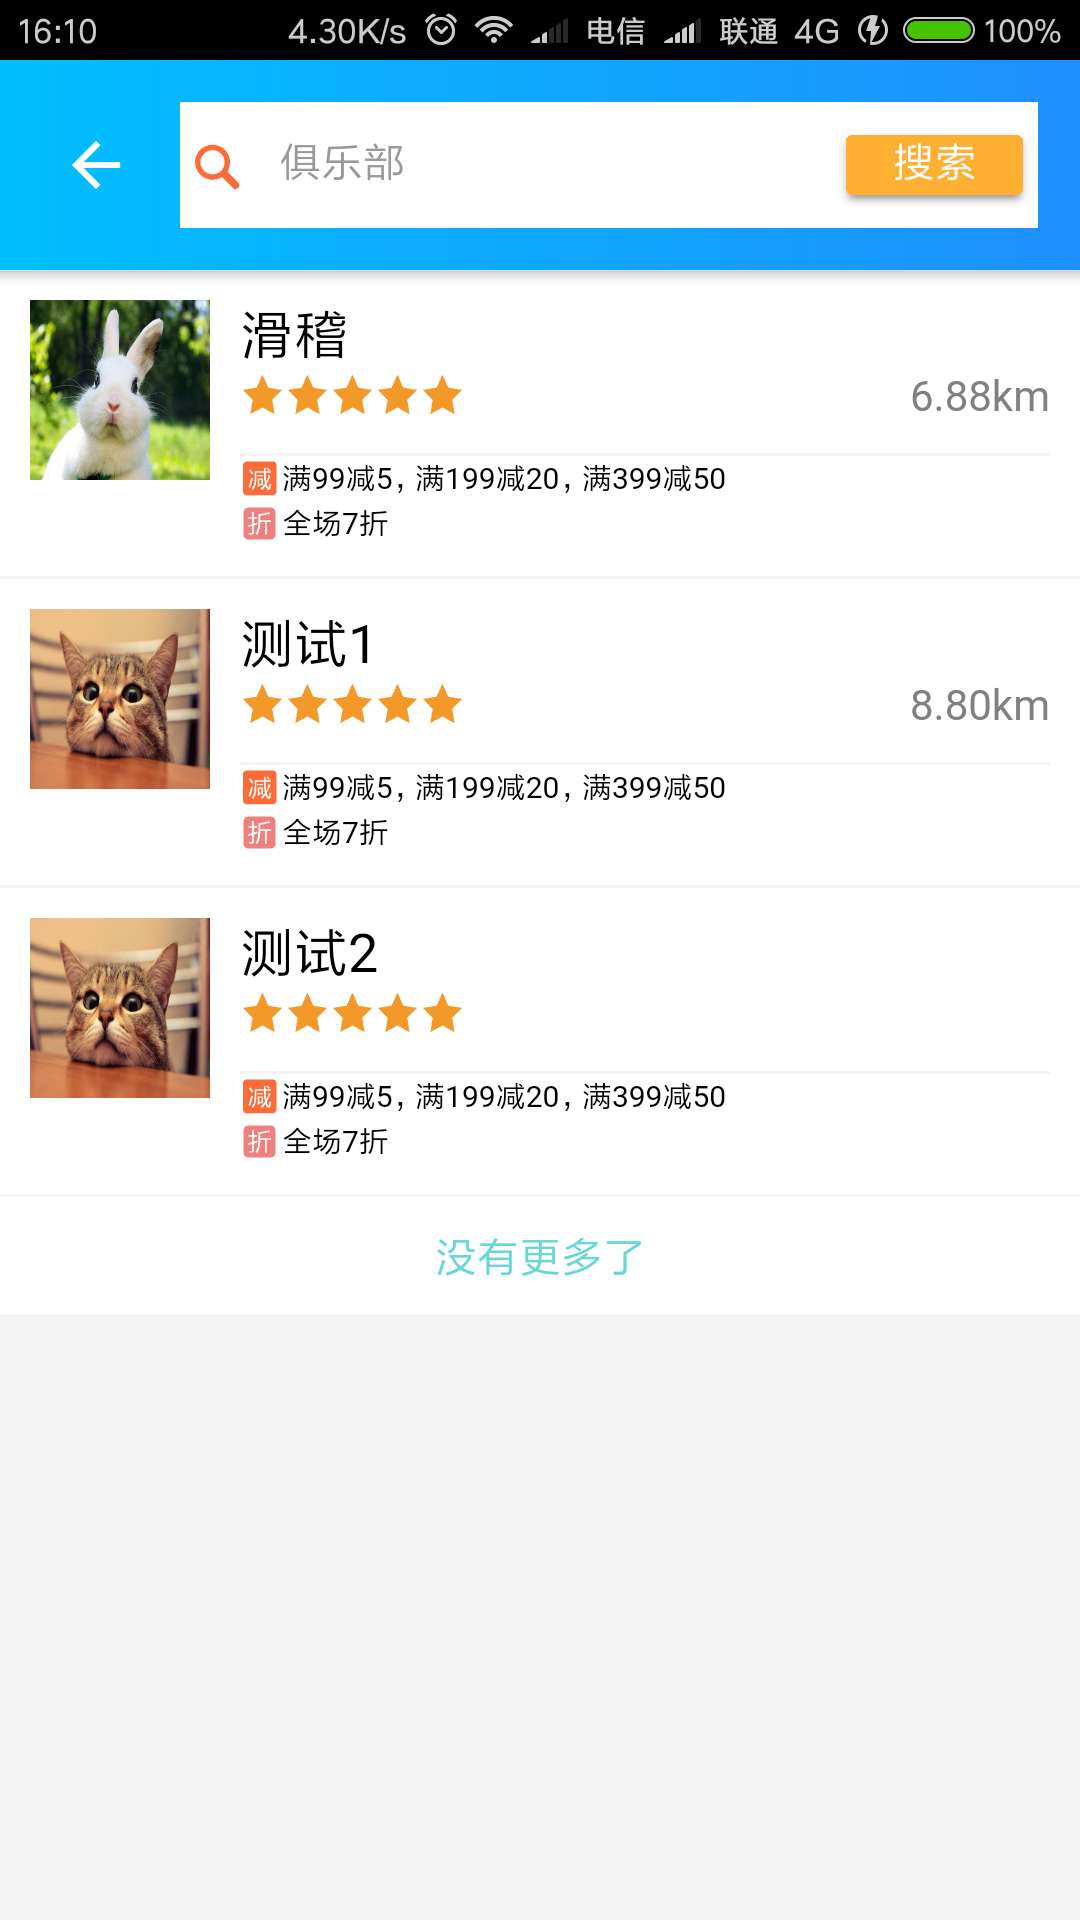 16:10 4.30K/s 电信 联通 4G 100%
俱乐部 搜索
滑稽
6.88km
减 满99减5，满199减20，满399减50
折 全场7折
测试1
8.80km
减 满99减5，满199减20，满399减50
折 全场7折
测试2
减 满99减5，满199减20，满399减50
折 全场7折
没有更多了